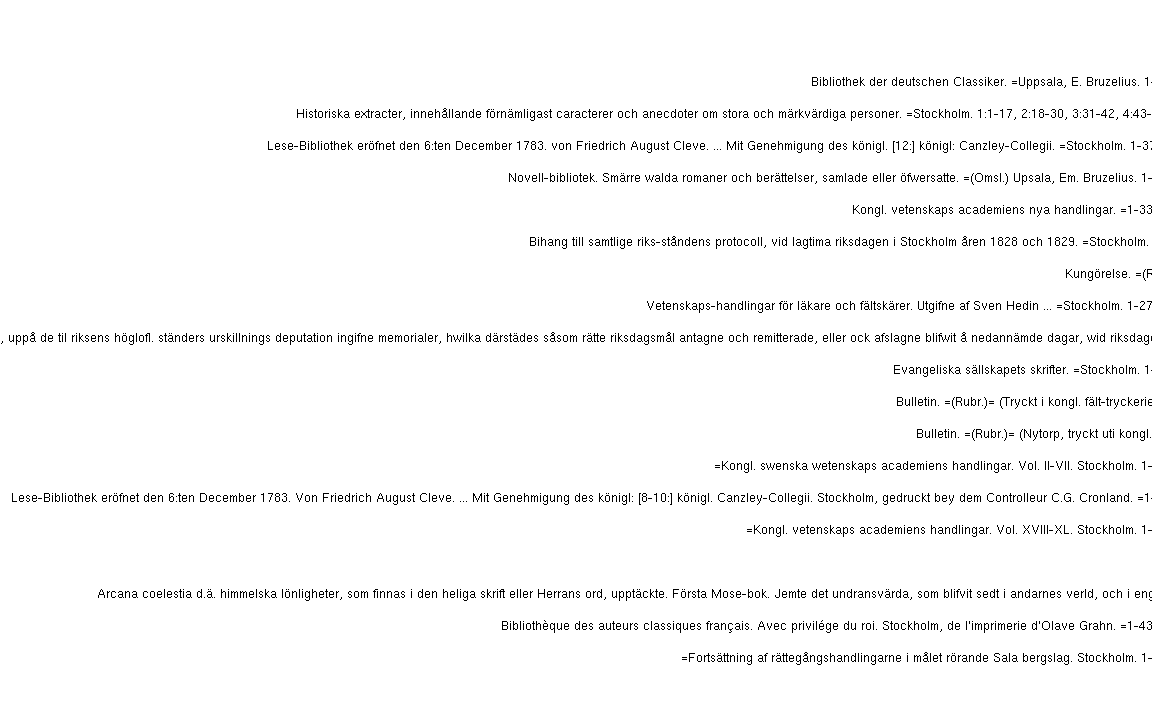 Bibliothek der deutschen Classiker. =Uppsala, E. Bruzelius. 1-
Historiska extracter, innehållande förnämligast caracterer och anecdoter om stora och märkvärdiga personer. =Stockholm. 1:1-17, 2:18-30, 3:31-42, 4:43-
Lese-Bibliothek eröfnet den 6:ten December 1783. von Friedrich August Cleve. ... Mit Genehmigung des königl. [12:] königl: Canzley-Collegii. =Stockholm. 1-37
Novell-bibliotek. Smärre walda romaner och berättelser, samlade eller öfwersatte. =(Omsl.) Upsala, Em. Bruzelius. 1-
Kongl. vetenskaps academiens nya handlingar. =1-33
Bihang till samtlige riks-ståndens protocoll, vid lagtima riksdagen i Stockholm åren 1828 och 1829. =Stockholm.
Kungörelse. =(R
Vetenskaps-handlingar för läkare och fältskärer. Utgifne af Sven Hedin ... =Stockholm. 1-27
, uppå de til riksens höglofl. ständers urskillnings deputation ingifne memorialer, hwilka därstädes såsom rätte riksdagsmål antagne och remitterade, eller ock afslagne blifwit å nedannämde dagar, wid riksdage
Evangeliska sällskapets skrifter. =Stockholm. 1-
Bulletin. =(Rubr.)= (Tryckt i kongl. fält-tryckerie
Bulletin. =(Rubr.)= (Nytorp, tryckt uti kongl.
=Kongl. swenska wetenskaps academiens handlingar. Vol. II-VII. Stockholm. 1-
Lese-Bibliothek eröfnet den 6:ten December 1783. Von Friedrich August Cleve. ... Mit Genehmigung des königl: [8-10:] königl. Canzley-Collegii. Stockholm, gedruckt bey dem Controlleur C.G. Cronland. =1-
=Kongl. vetenskaps academiens handlingar. Vol. XVIII-XL. Stockholm. 1-
Arcana coelestia d.ä. himmelska lönligheter, som finnas i den heliga skrift eller Herrans ord, upptäckte. Första Mose-bok. Jemte det undransvärda, som blifvit sedt i andarnes verld, och i eng
Bibliothèque des auteurs classiques français. Avec privilége du roi. Stockholm, de l'imprimerie d'Olave Grahn. =1-43
=Fortsättning af rättegångshandlingarne i målet rörande Sala bergslag. Stockholm. 1-